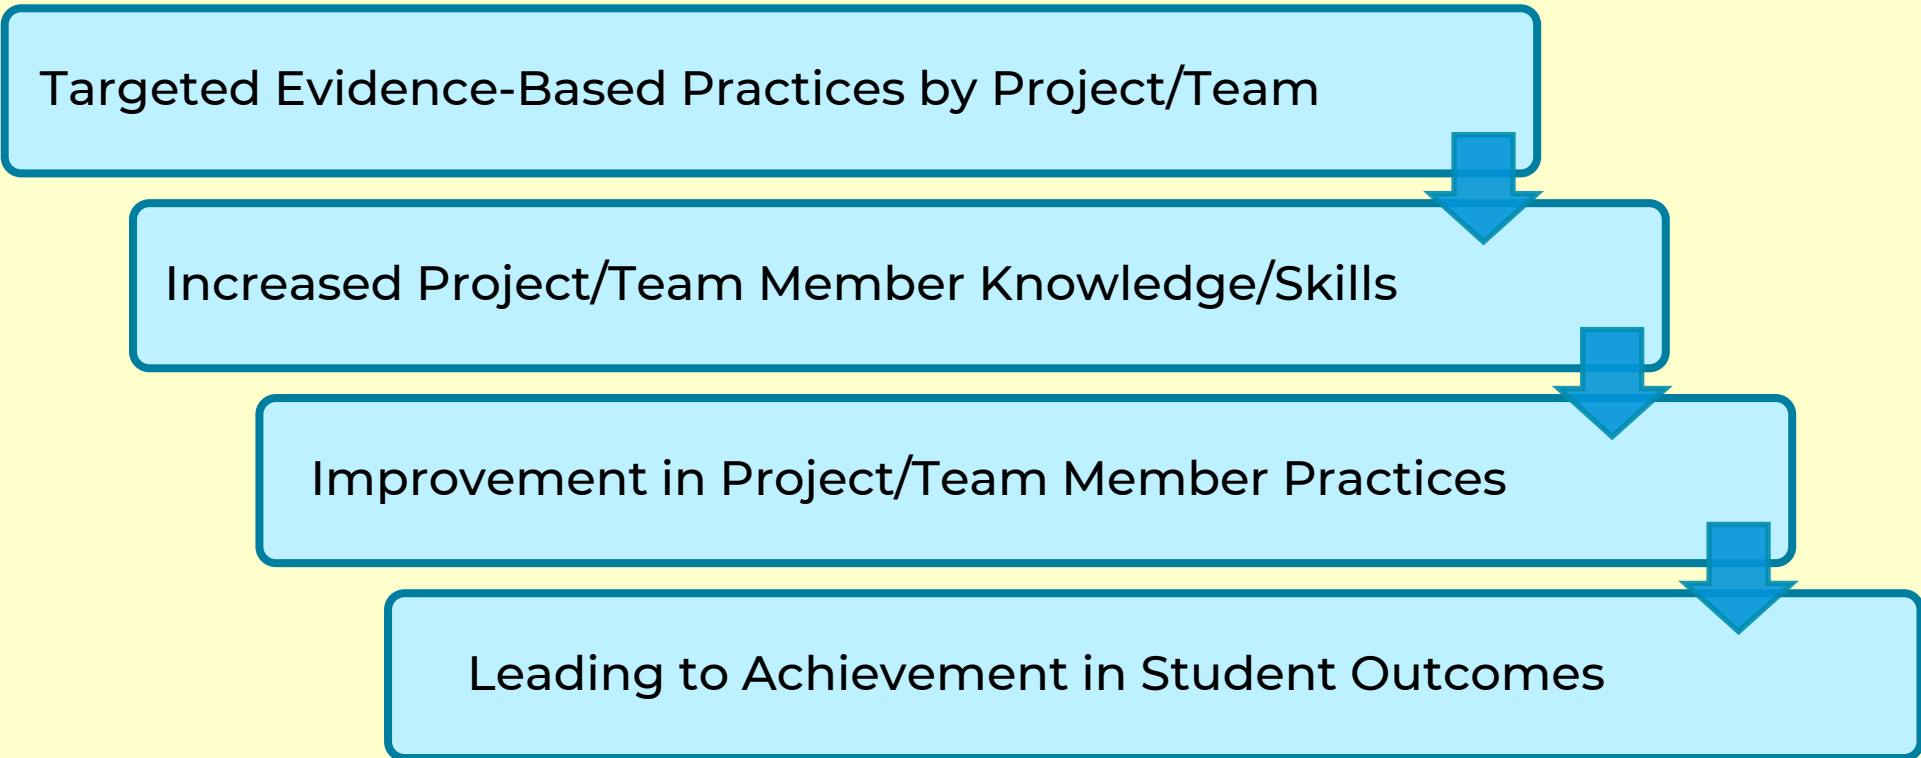 Targeted Evidence-Based Practices by Project/Team
Increased Project/Team Member Knowledge/Skills
Improvement in Project/Team Member Practices
Leading to Achievement in Student Outcomes